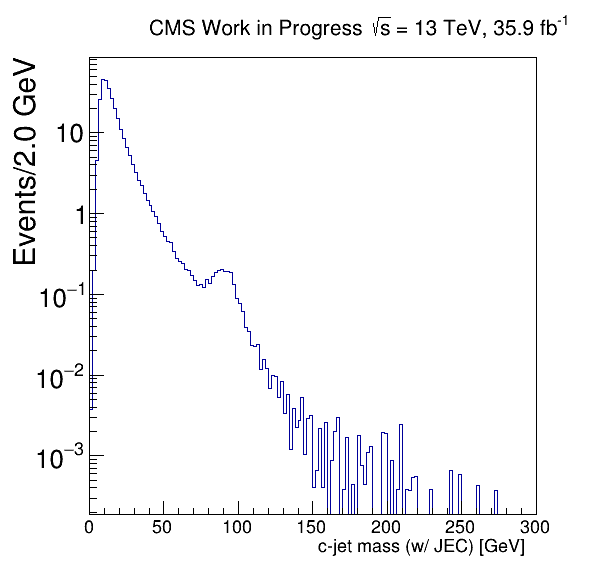 CMS Work in Progress √s = 13 TeV, 35.9 fb⁻¹
Events/2.0 GeV
10
1
10⁻¹
10⁻²
10⁻³
0 50 100 150 200 250 300
c-jet mass (w/ JEC) [GeV]